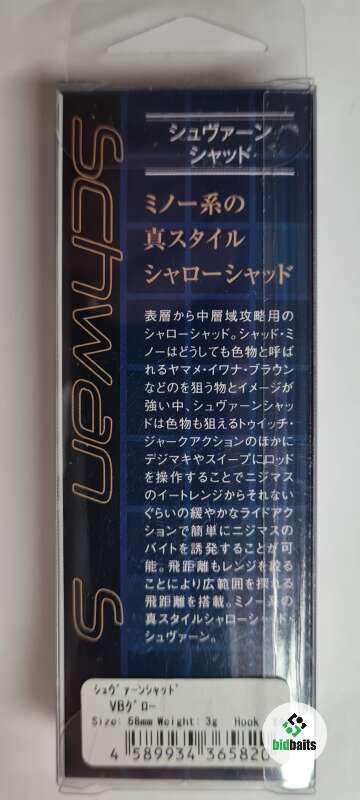 シュヴァーン
シャッド
ミノー系の
真スタイル
シャローシャッド
表層から中層域攻略用の
シャローシャッド。シャッド・ミ
ノーはどうしても色物と呼ば
れるヤマメ・イワナ・ブラウン
などのを狙う物とイメージが
強い中、シュヴァーンシャッ
ドは色物も狙えるトゥイッチ・
ジャークアクションのほかに
デジマキやスイープにロッド
を操作することでニジマス
のイートレンジからそれない
ぐらいの緩やかなライドアク
ションで簡単にニジマスの
バイトを誘発することが可
能。飛距離もレンジを絞る
ことにより広範囲を探れる
飛距離を搭載。ミノー系の
真スタイルシャローシャッド・
シュヴァーン。
schwan S
ｼｭｳﾞｧｰﾝｼｬｯﾄﾞ
VBｸﾞﾛｰ
Size: 58mm Weight: 3g Hook
4 589934 365820
bidbaits